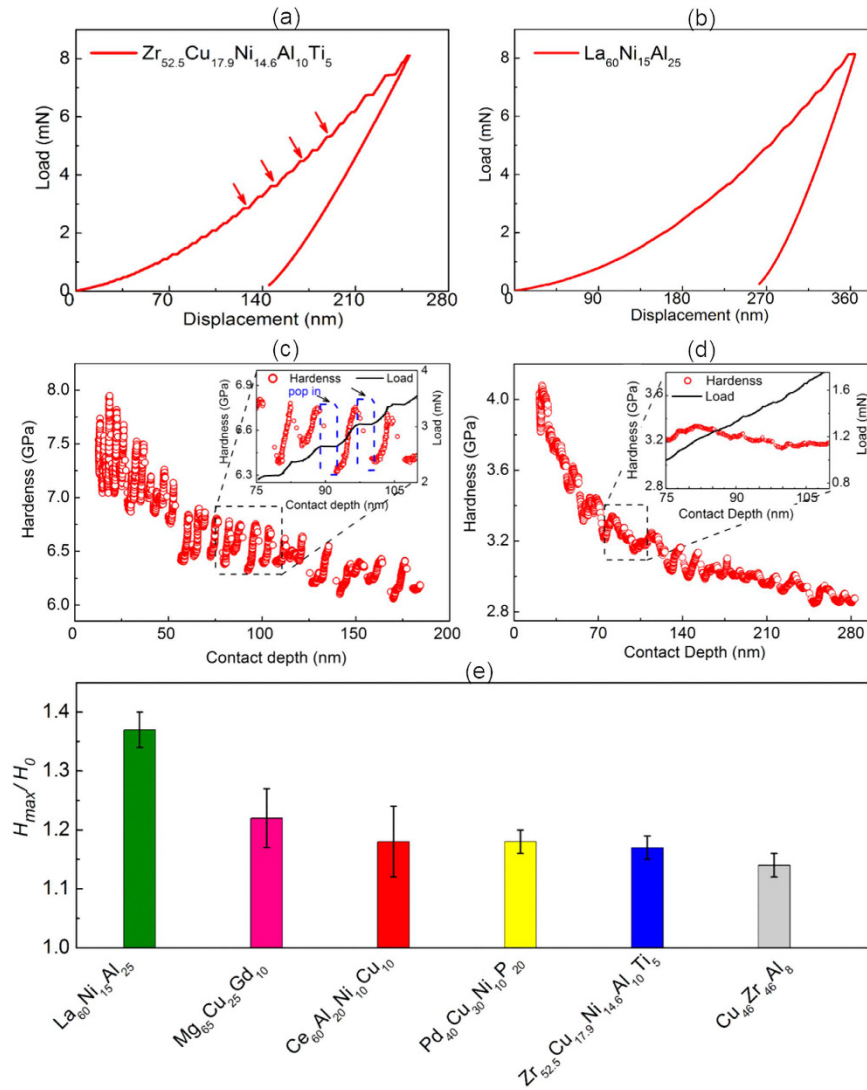 (a)
Zr52.5Cu17.9Ni14.6Al10Ti5
Load (mN)
8
6
4
2
0
0 70 140 210 280
Displacement (nm)
(b)
La60Ni15Al25
Load (mN)
8
6
4
2
0
0 90 180 270 360
Displacement (nm)
(c)
Hardenss (GPa)
8.0
7.5
7.0
6.5
6.0
0 50 100 150 200
Contact depth (nm)
Hardenss Load
pop in
Hardness (GPa)
6.9
6.6
6.3
Load (mN)
4
3
2
75 90 105
Contact depth (nm)
(d)
Hardness (GPa)
4.0
3.6
3.2
2.8
0 70 140 210 280
Contact Depth (nm)
Hardness
Load
Hardness (GPa)
3.6
3.2
2.8
Load (mN)
1.6
1.2
0.8
75 90 105
Contact Depth (nm)
(e)
Hmax/H0
1.4
1.3
1.2
1.1
1.0
La60Ni15Al25
Mg65Cu25Gd10
Ce60Al20Ni10Cu10
Pd40Cu30Ni10P20
Zr52.5Cu17.9Ni14.6Al10Ti5
Cu46Zr46Al8